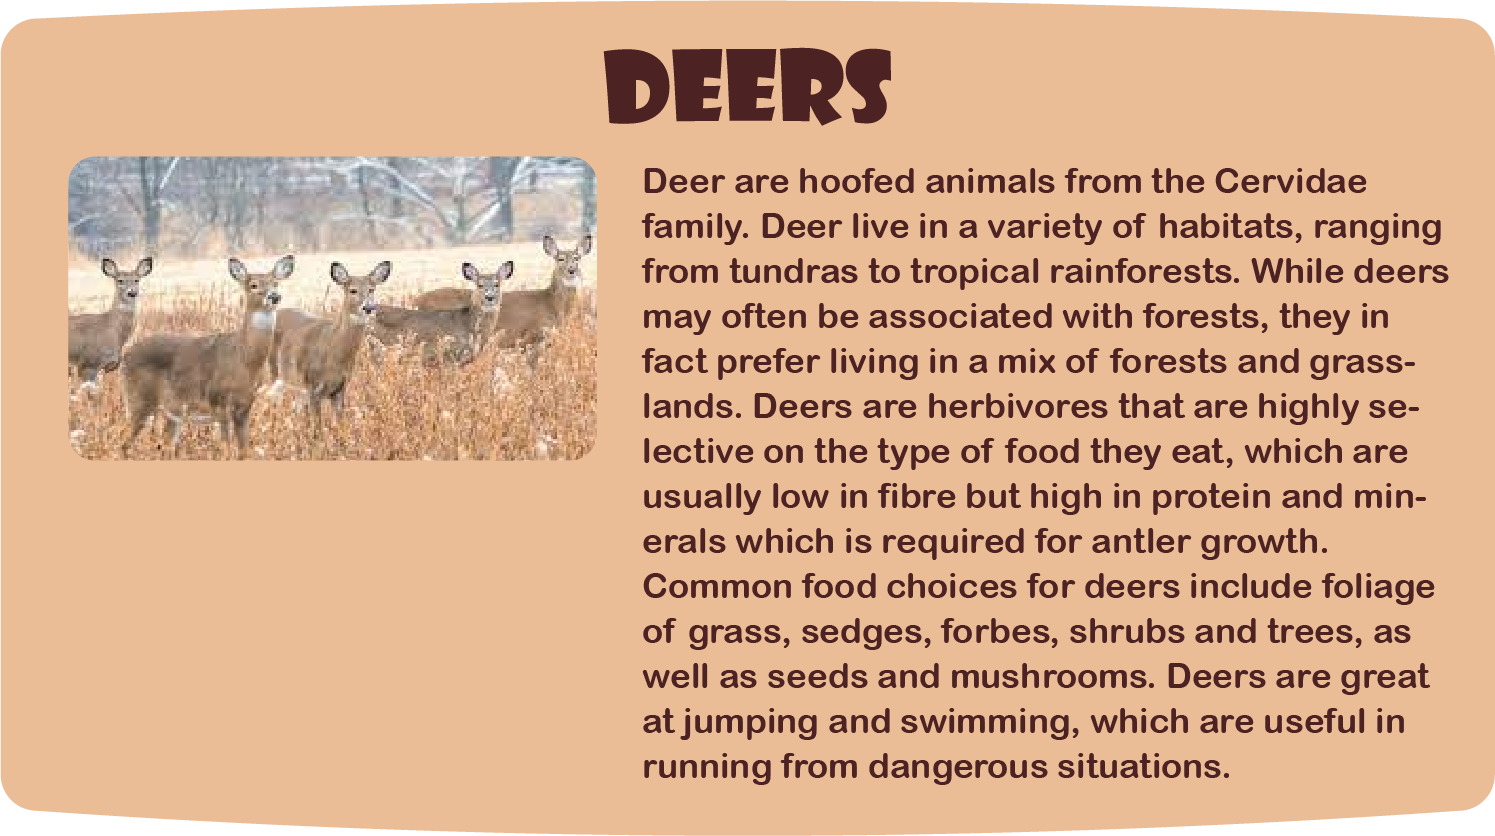 DEERS
Deer are hoofed animals from the Cervidae
family. Deer live in a variety of habitats, ranging
from tundras to tropical rainforests. While deers
may often be associated with forests, they in
fact prefer living in a mix of forests and grass-
lands. Deers are herbivores that are highly se-
lective on the type of food they eat, which are
usually low in fibre but high in protein and min-
erals which is required for antler growth.
Common food choices for deers include foliage
of grass, sedges, forbes, shrubs and trees, as
well as seeds and mushrooms. Deers are great
at jumping and swimming, which are useful in
running from dangerous situations.